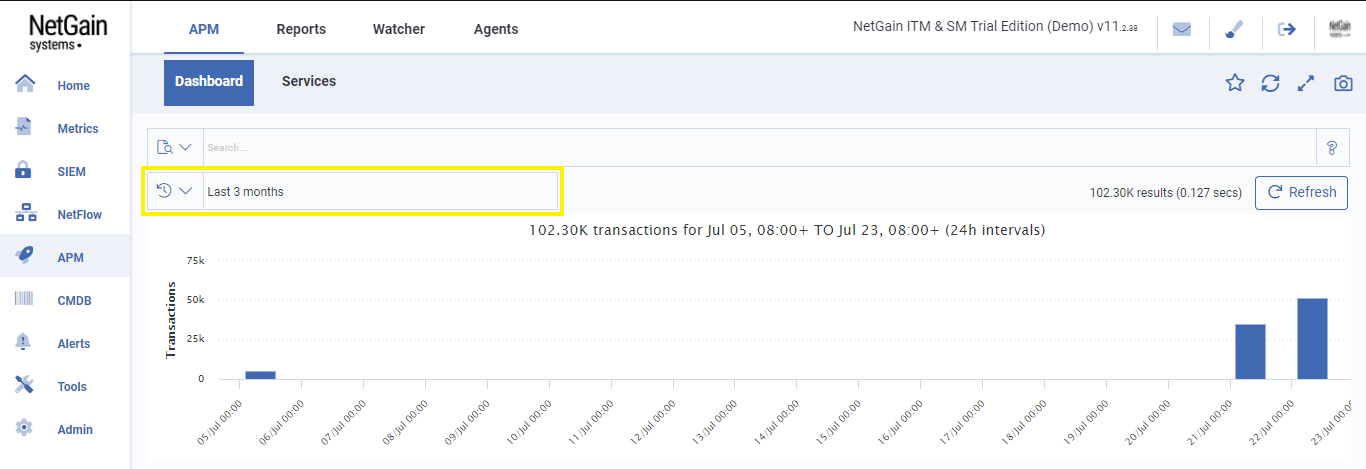 NetGain
systems
APM
Reports
Watcher
Agents
NetGain ITM & SM Trial Edition (Demo) v11.2.38
NetGain
Home
Metrics
SIEM
NetFlow
APM
CMDB
Alerts
Tools
Admin
Dashboard
Services
Search...
?
Last 3 months
102.30K results (0.127 secs)
Refresh
102.30K transactions for Jul 05, 08:00+ TO Jul 23, 08:00+ (24h intervals)
Transactions
75k
50k
25k
0
05/Jul 00:00
06/Jul 00:00
07/Jul 00:00
08/Jul 00:00
09/Jul 00:00
10/Jul 00:00
11/Jul 00:00
12/Jul 00:00
13/Jul 00:00
14/Jul 00:00
15/Jul 00:00
16/Jul 00:00
17/Jul 00:00
18/Jul 00:00
19/Jul 00:00
20/Jul 00:00
21/Jul 00:00
22/Jul 00:00
23/Jul 00:00